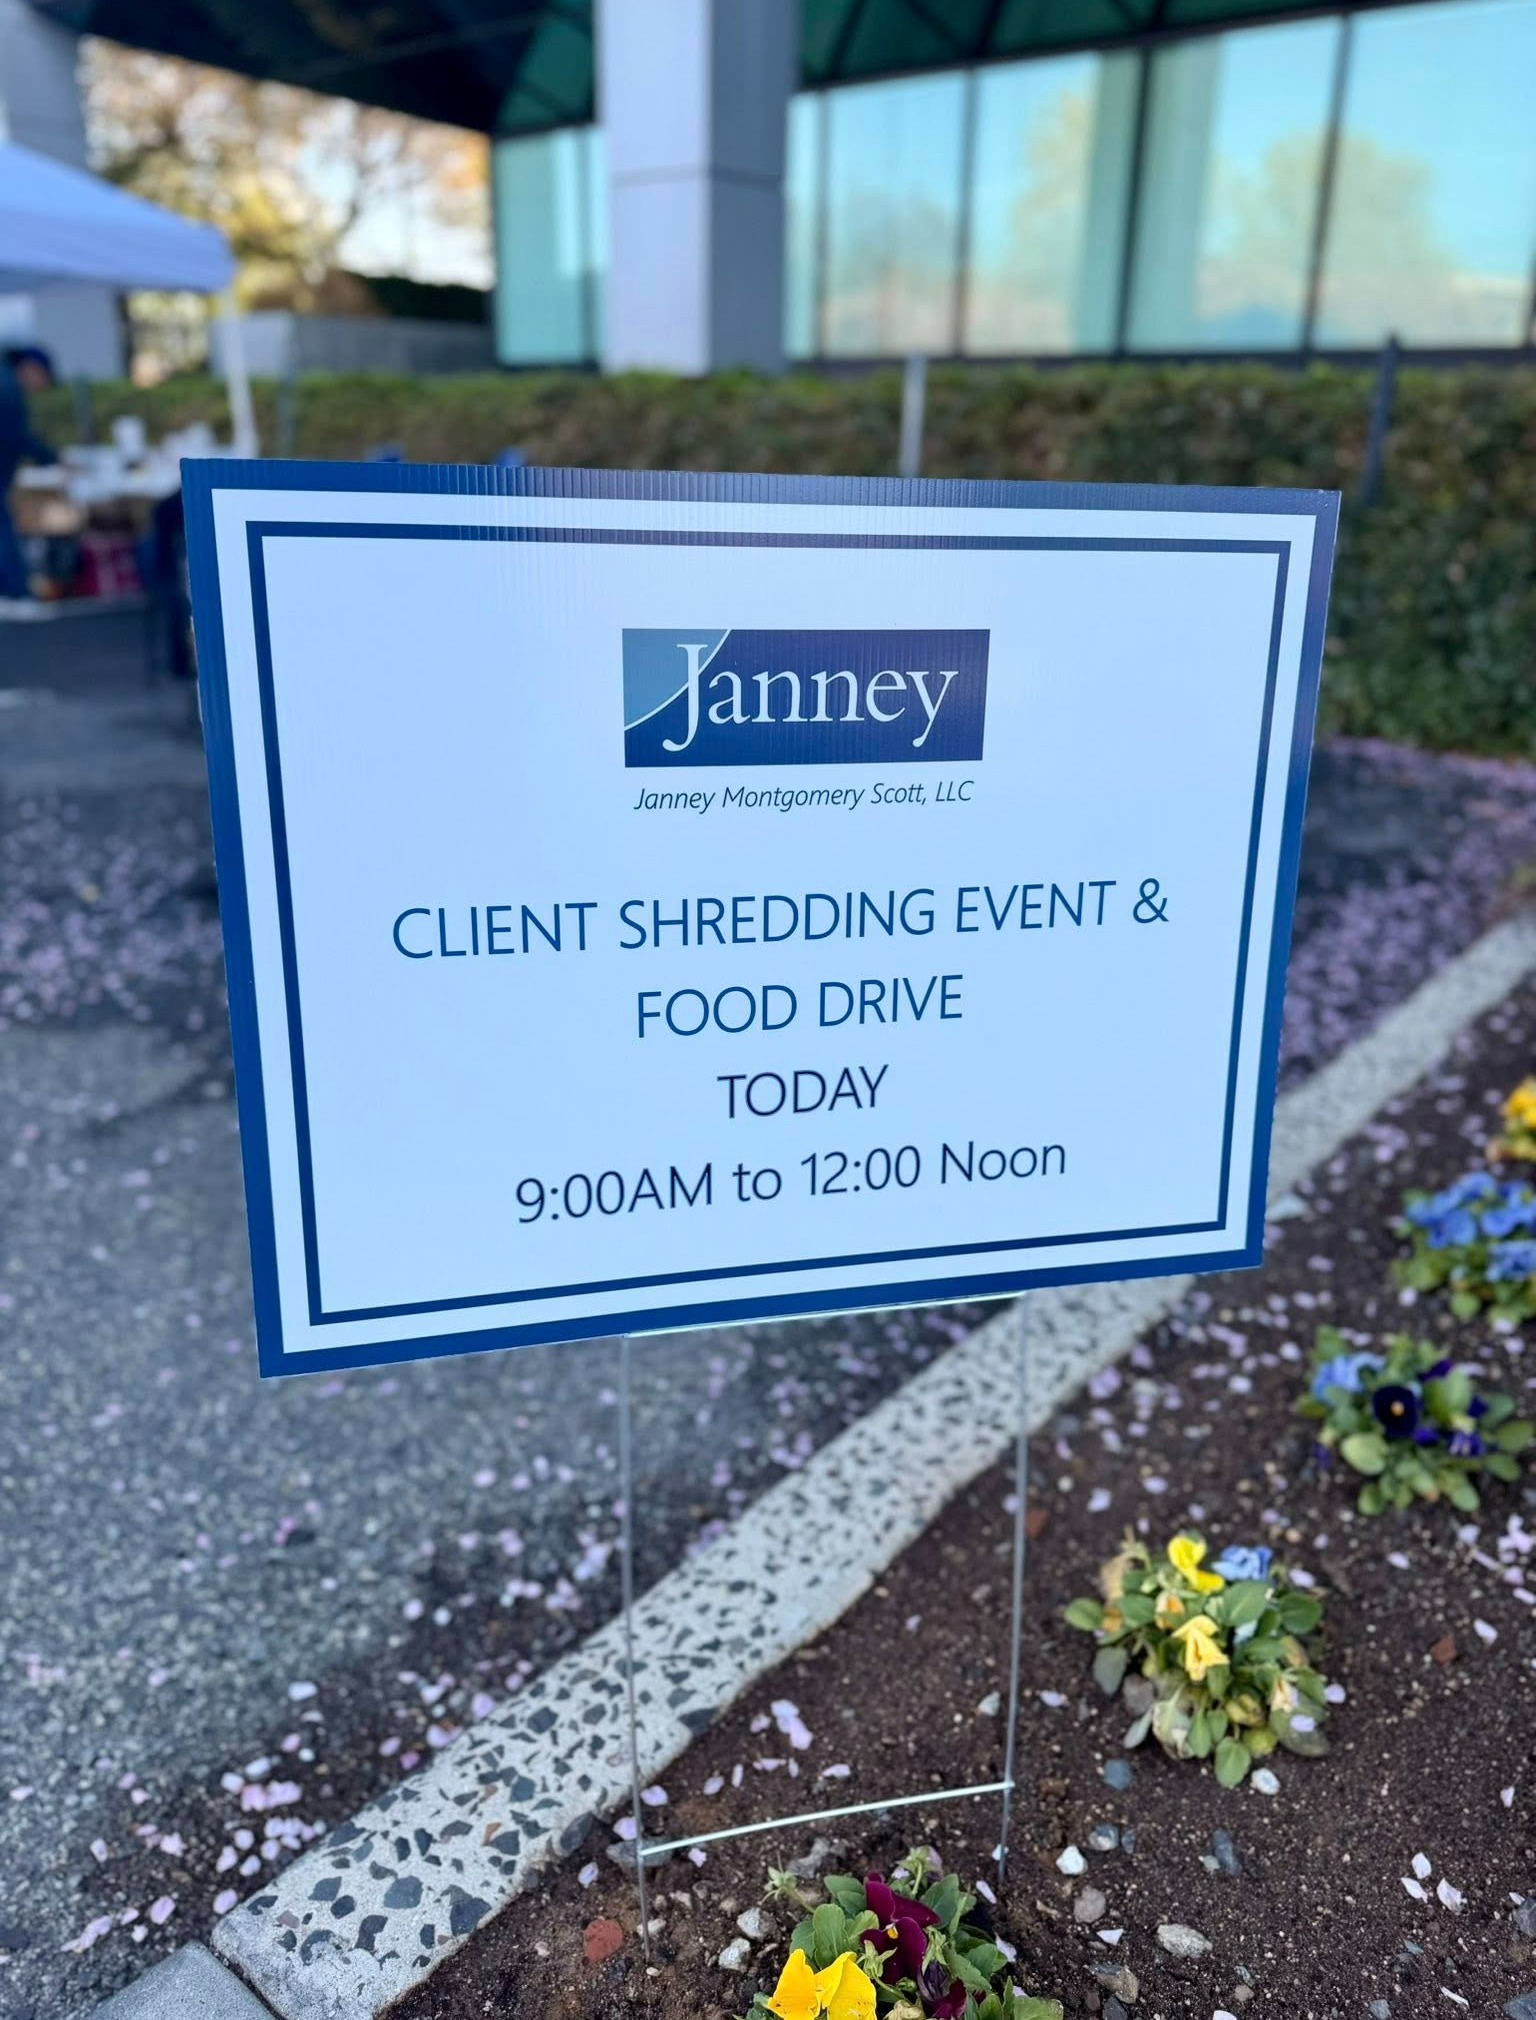 Janney
Janney Montgomery Scott, LLC
CLIENT SHREDDING EVENT &
FOOD DRIVE
TODAY
9:00AM to 12:00 Noon